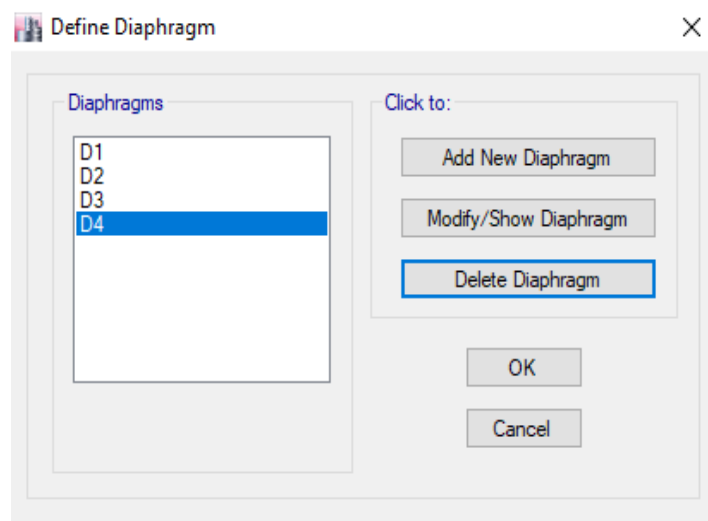 Define Diaphragm
Diaphragms
D1
D2
D3
D4
Click to:
Add New Diaphragm
Modify/Show Diaphragm
Delete Diaphragm
OK
Cancel